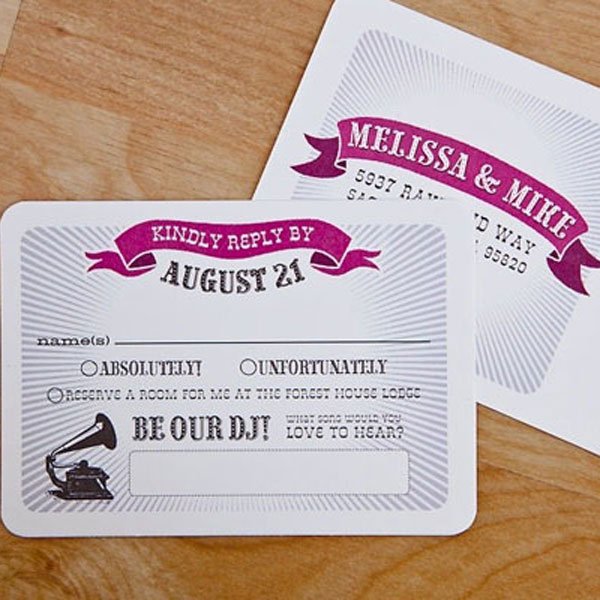 MELISSA & MIKE
5937
WAY
95820
KINDLY REPLY BY
AUGUST 21
name(s)
ABSOLUTELY! UNFORTUNATELY
RESERVE A ROOM FOR ME AT THE FOREST HOUSE LODGE
BE OUR DJ! WHAT SONG WOULD YOU
LOVE TO HEAR?